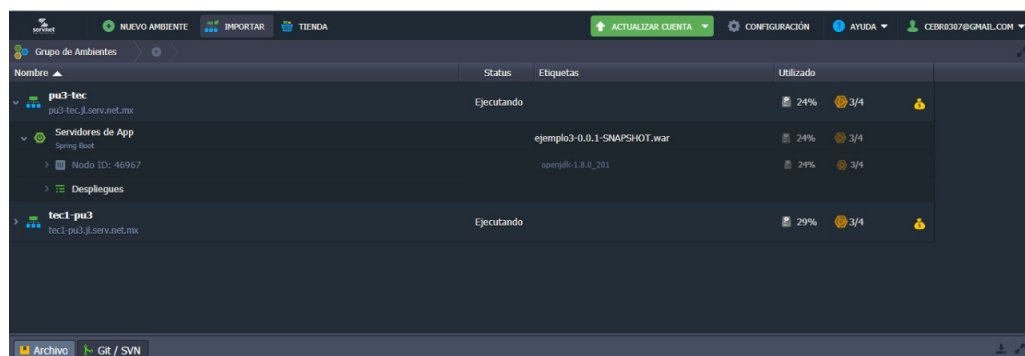 servnet
NUEVO AMBIENTE
IMPORTAR
TIENDA
ACTUALIZAR CUENTA
CONFIGURACIÓN
AYUDA
CEBR0307@GMAIL.COM
Grupo de Ambientes
Nombre Status Etiquetas Utilizado
pu3-tec Ejecutando 24% 3/4
pu3-tec.jl.serv.net.mx
Servidores de App ejemplo3-0.0.1-SNAPSHOT.war 24% 3/4
Spring Boot
Nodo ID: 46967 openjdk-1.8.0_201 24% 3/4
Despliegues
tec1-pu3 Ejecutando 29% 3/4
tec1-pu3.jl.serv.net.mx
Archivo Git / SVN